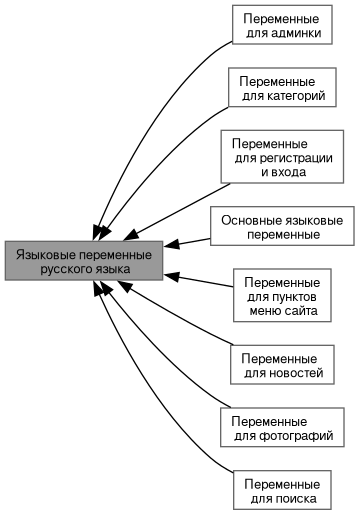 Переменные
для админки
Переменные
для категорий
Переменные
для регистрации
и входа
Основные языковые
переменные
Языковые переменные
русского языка
Переменные
для пунктов
меню сайта
Переменные
для новостей
Переменные
для фотографий
Переменные
для поиска